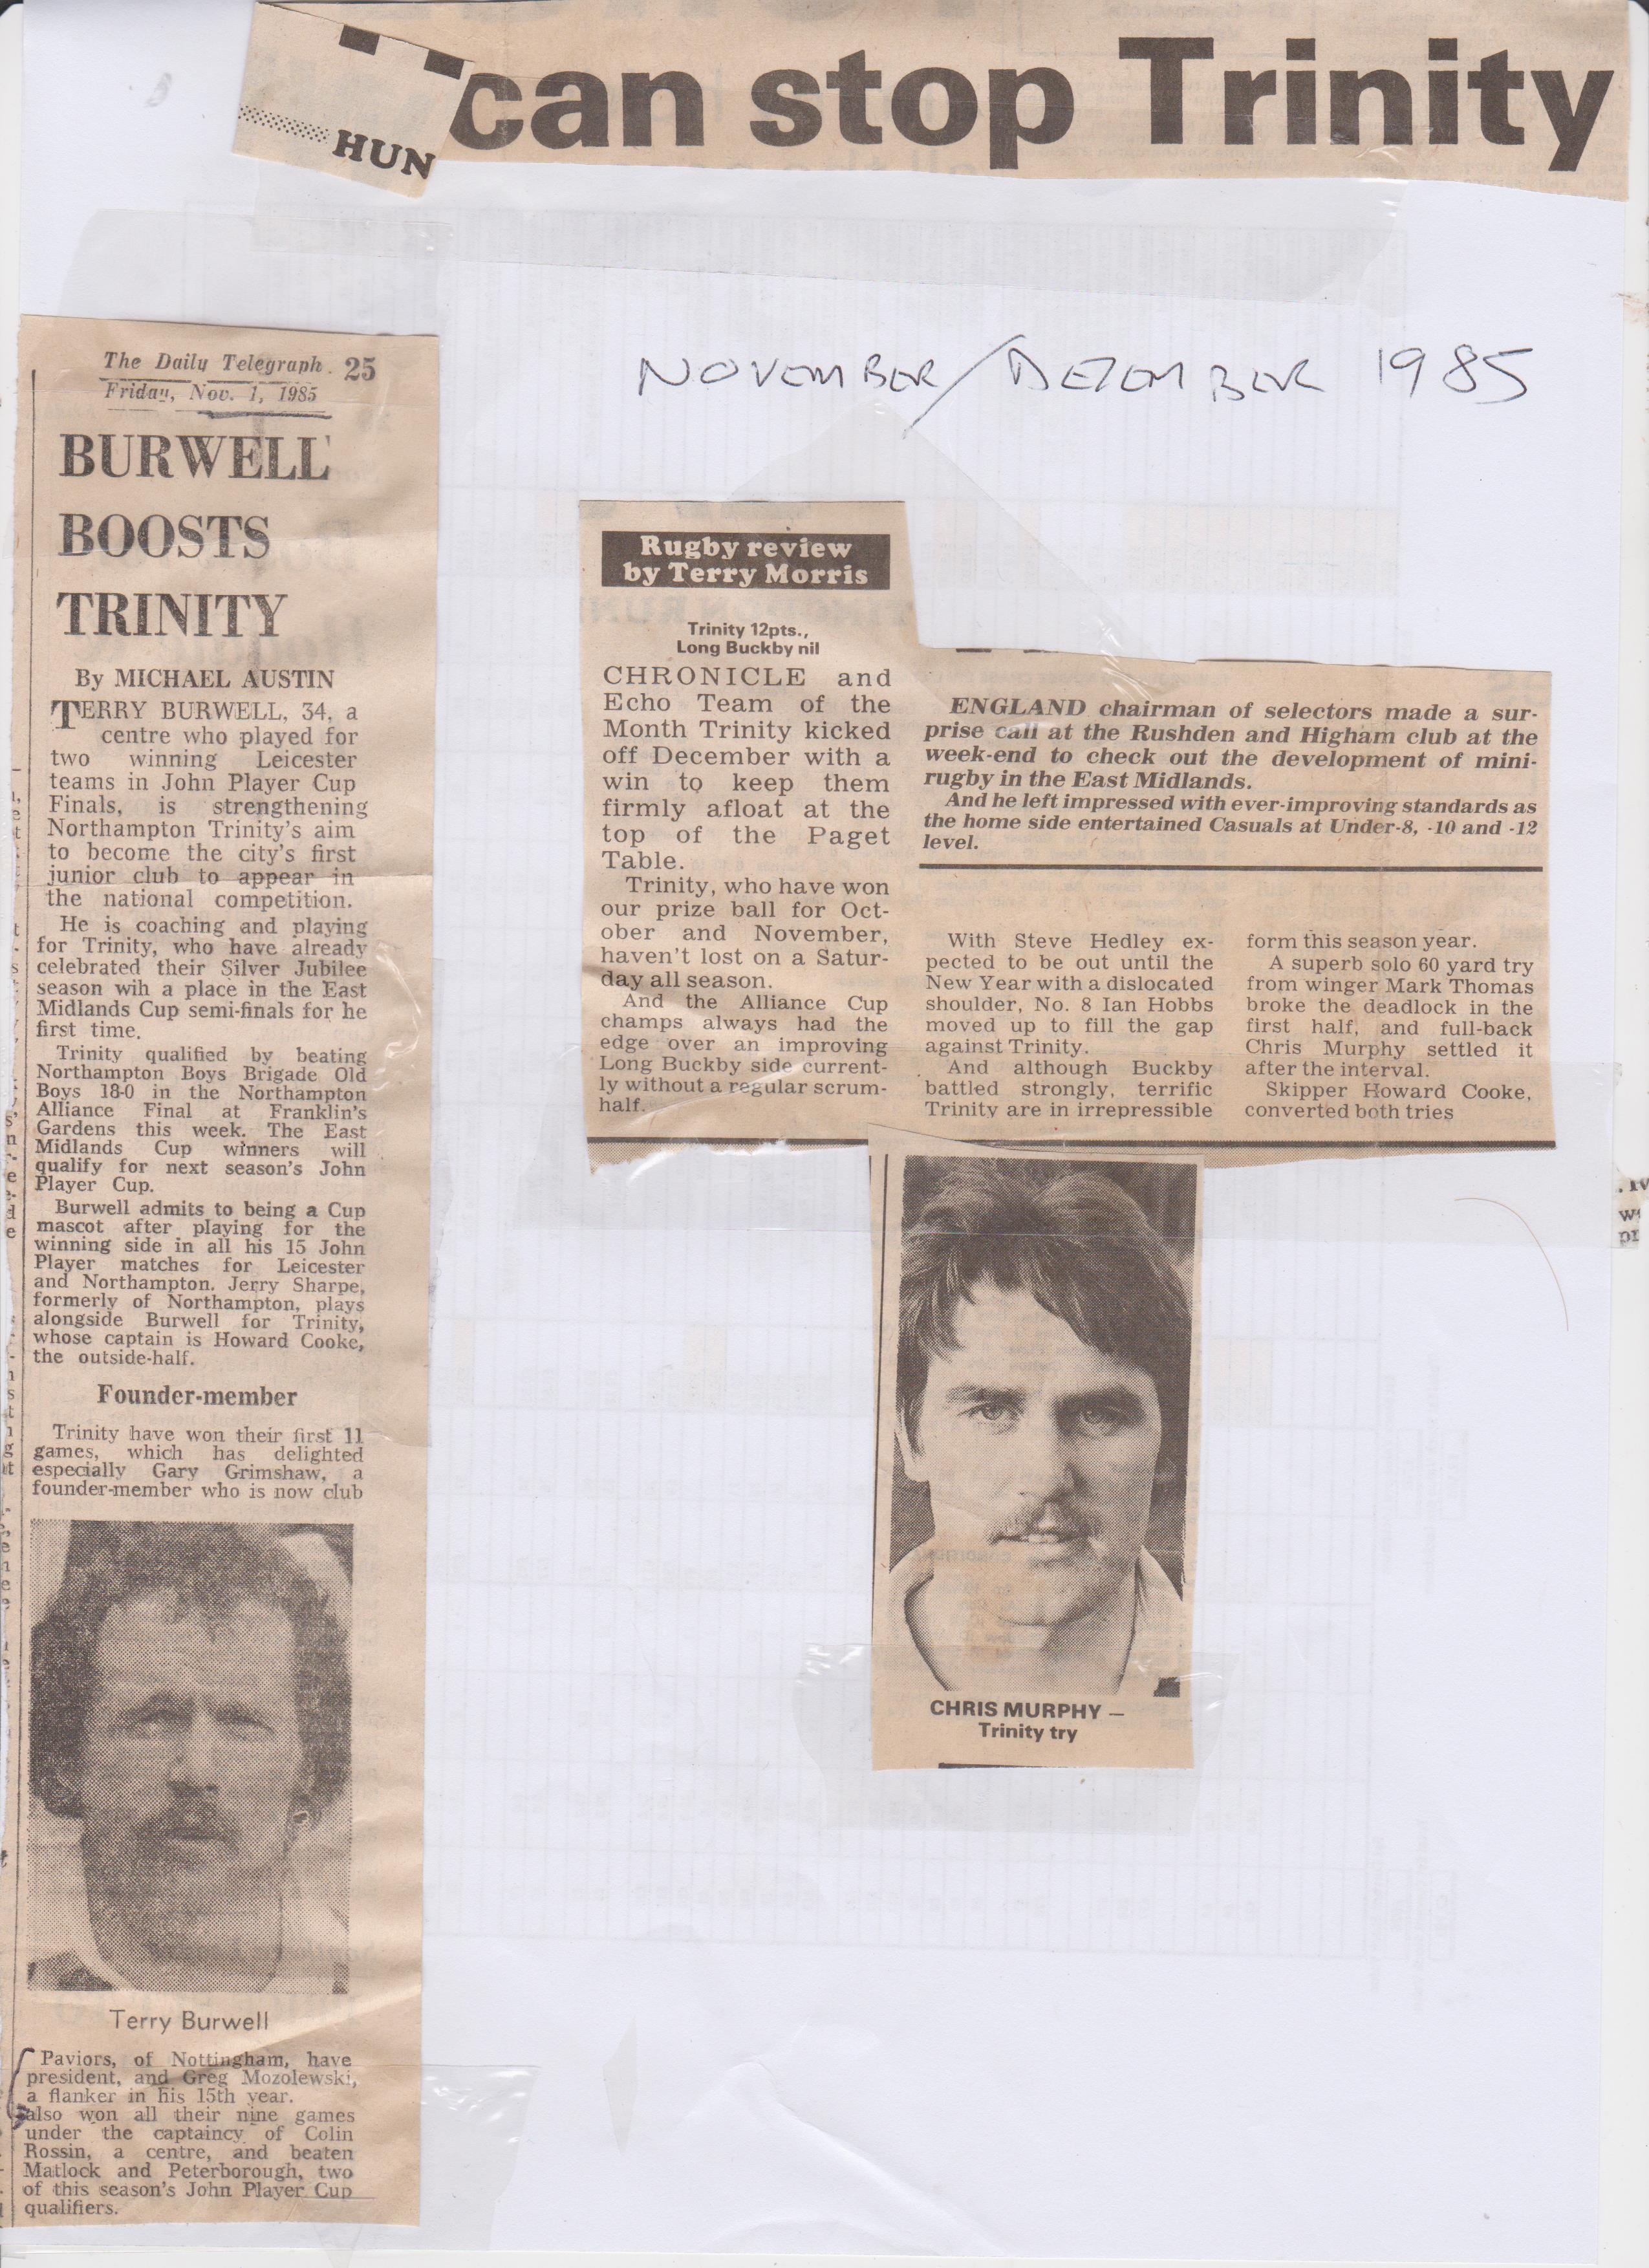 can stop Trinity
HUN
NOVEMBER/DEZEMBER 1985
The Daily Telegraph. 25
Friday, Nov. 1, 1985
BURWELL
BOOSTS
TRINITY
By MICHAEL AUSTIN
TERRY BURWELL, 34, a
centre who played for
two winning Leicester
teams in John Player Cup
Finals, is strengthening
Northampton Trinity's aim
to become the city's first
junior club to appear in
the national competition.
He is coaching and playing
for Trinity, who have already
celebrated their Silver Jubilee
season wih a place in the East
Midlands Cup semi-finals for he
first time.
Trinity qualified by beating
Northampton Boys Brigade Old
Boys 18-0 in the Northampton
Alliance Final at Franklin's
Gardens this week. The East
Midlands Cup winners will
qualify for next season's John
Player Cup.
Burwell admits to being a Cup
mascot after playing for the
winning side in all his 15 John
Player matches for Leicester
and Northampton. Jerry Sharpe,
formerly of Northampton, plays
alongside Burwell for Trinity,
whose captain is Howard Cooke,
the outside-half.
Founder-member
Trinity have won their first 11
games, which has delighted
especially Gary Grimshaw, a
founder-member who is now club
Terry Burwell
Paviors, of Nottingham, have
president, and Greg Mozolewski,
a flanker in his 15th year.
also won all their nine games
under the captaincy of Colin
Rossin, a centre, and beaten
Matlock and Peterborough, two
of this season's John Player Cup
qualifiers.
Rugby review
by Terry Morris
Trinity 12pts.,
Long Buckby nil
CHRONICLE and
Echo Team of the
Month Trinity kicked
off December with a
win to keep them
firmly afloat at the
top of the Paget
Table.
Trinity, who have won
our prize ball for Oct-
ober and November,
haven't lost on a Satur-
day all season.
And the Alliance Cup
champs always had the
edge over an improving
Long Buckby side current-
ly without a regular scrum-
half.
ENGLAND chairman of selectors made a sur-
prise call at the Rushden and Higham club at the
week-end to check out the development of mini-
rugby in the East Midlands.
And he left impressed with ever-improving standards as
the home side entertained Casuals at Under-8, -10 and -12
level.
With Steve Hedley ex-
pected to be out until the
New Year with a dislocated
shoulder, No. 8 Ian Hobbs
moved up to fill the gap
against Trinity.
And although Buckby
battled strongly, terrific
Trinity are in irrepressible
form this season year.
A superb solo 60 yard try
from winger Mark Thomas
broke the deadlock in the
first half, and full-back
Chris Murphy settled it
after the interval.
Skipper Howard Cooke,
converted both tries
CHRIS MURPHY —
Trinity try